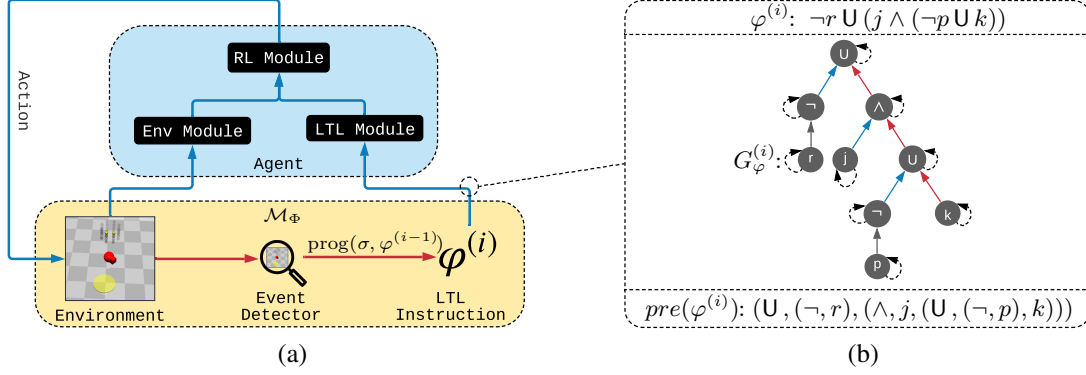 Action
RL Module
Env Module
LTL Module
Agent
𝓜_Φ
prog(σ, φ^(i−1))
φ^(i)
Environment
Event
Detector
LTL
Instruction
(a)
φ^(i): ¬r U (j ∧ (¬p U k))
U
¬
∧
G_φ^(i):
r
j
U
¬
k
p
pre(φ^(i)): (U, (¬, r), (∧, j, (U, (¬, p), k)))
(b)